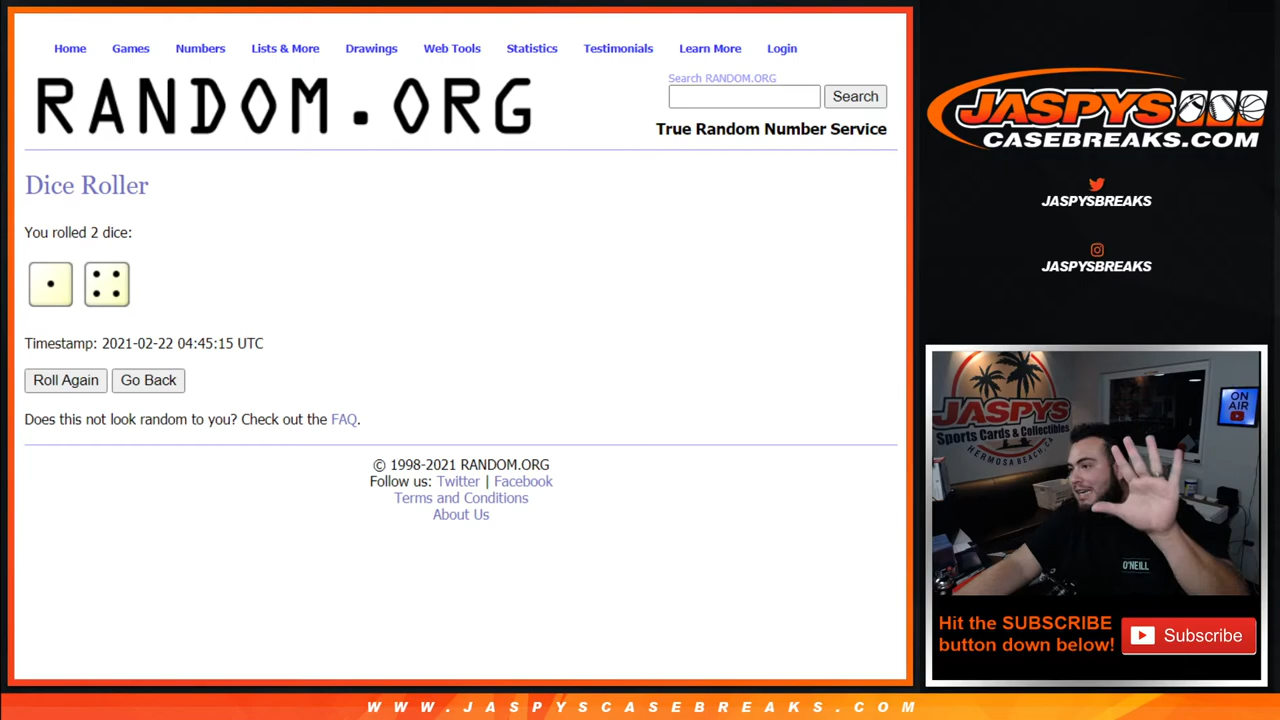 Home Games Numbers Lists & More Drawings Web Tools Statistics Testimonials Learn More Login
RANDOM.ORG
Search RANDOM.ORG
Search
True Random Number Service
Dice Roller
You rolled 2 dice:
Timestamp: 2021-02-22 04:45:15 UTC
Roll Again Go Back
Does this not look random to you? Check out the FAQ.
© 1998-2021 RANDOM.ORG
Follow us: Twitter | Facebook
Terms and Conditions
About Us
JASPYS
CASEBREAKS.COM
JASPYSBREAKS
JASPYSBREAKS
JASPYS
Sports Cards & Collectibles
HERMOSA BEACH, CA
ON
AIR
O'NEILL
Hit the SUBSCRIBE
button down below!
Subscribe
WWW.JASPYSCASEBREAKS.COM